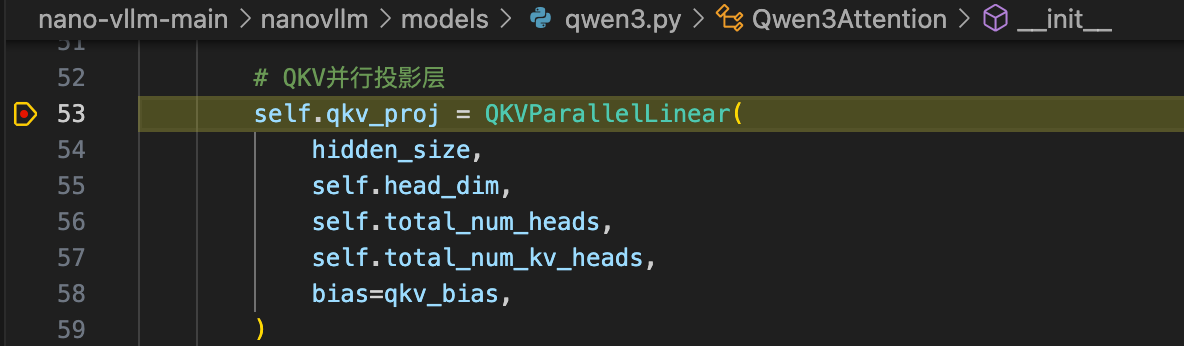 nano-vllm-main > nanovllm > models > qwen3.py > Qwen3Attention > __init__
51
52 # QKV并行投影层
53 self.qkv_proj = QKVParallelLinear(
54 hidden_size,
55 self.head_dim,
56 self.total_num_heads,
57 self.total_num_kv_heads,
58 bias=qkv_bias,
59 )